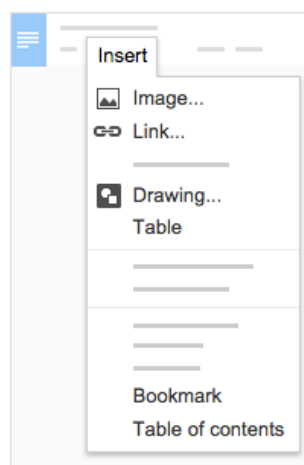 Insert
Image...
Link...
Drawing...
Table
Bookmark
Table of contents